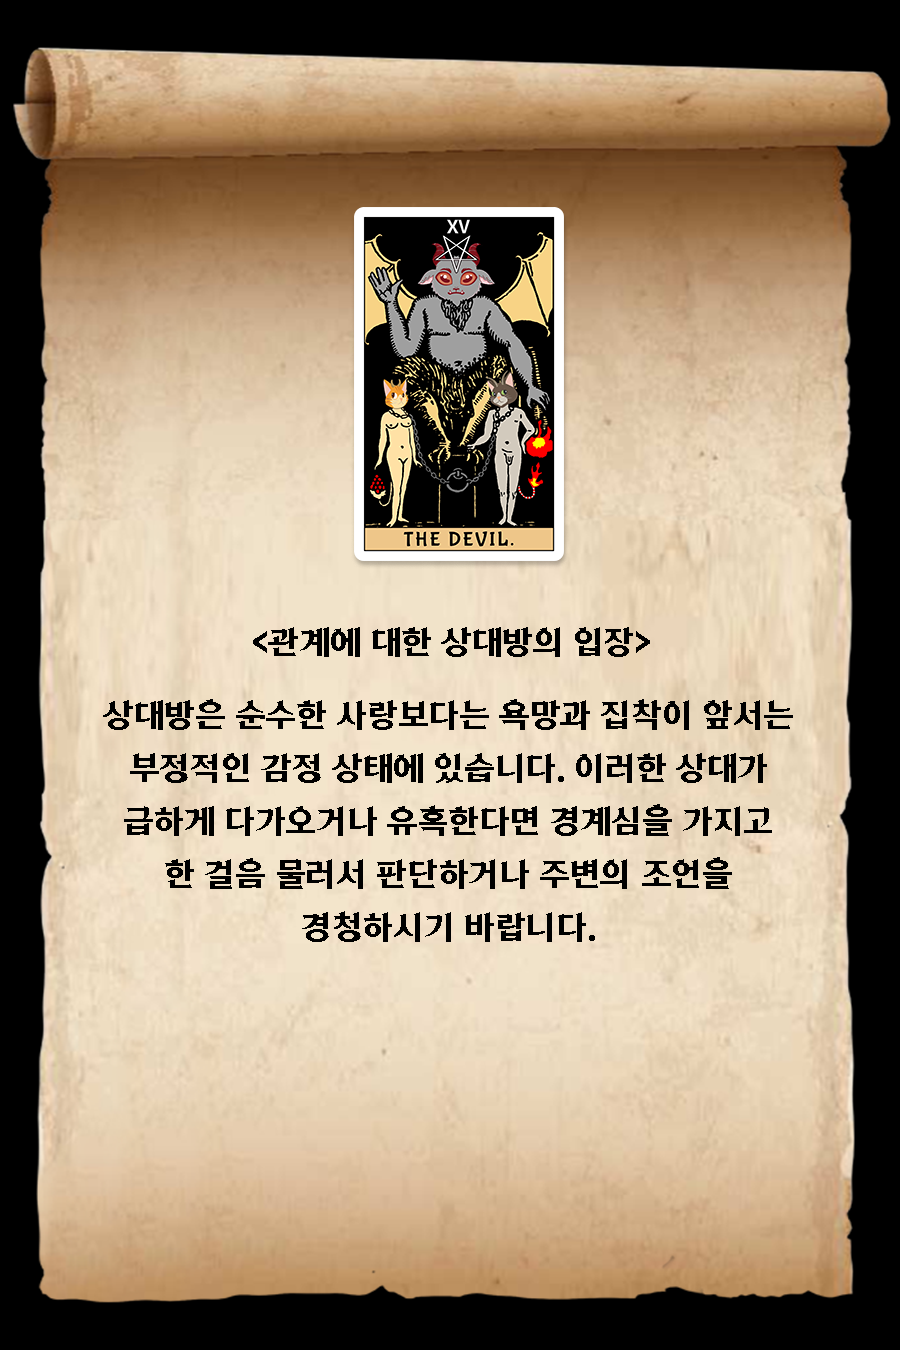 XV
THE DEVIL.
<관계에 대한 상대방의 입장>
상대방은 순수한 사랑보다는 욕망과 집착이 앞서는
부정적인 감정 상태에 있습니다. 이러한 상대가
급하게 다가오거나 유혹한다면 경계심을 가지고
한 걸음 물러서 판단하거나 주변의 조언을
경청하시기 바랍니다.